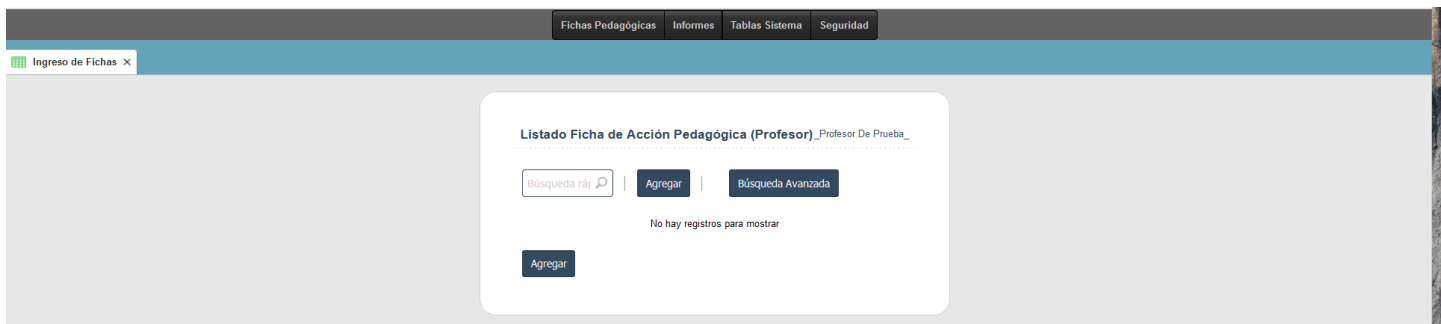 Fichas Pedagógicas Informes Tablas Sistema Seguridad
Ingreso de Fichas
Listado Ficha de Acción Pedagógica (Profesor)_Profesor De Prueba_
Búsqueda ráp | Agregar | Búsqueda Avanzada
No hay registros para mostrar
Agregar